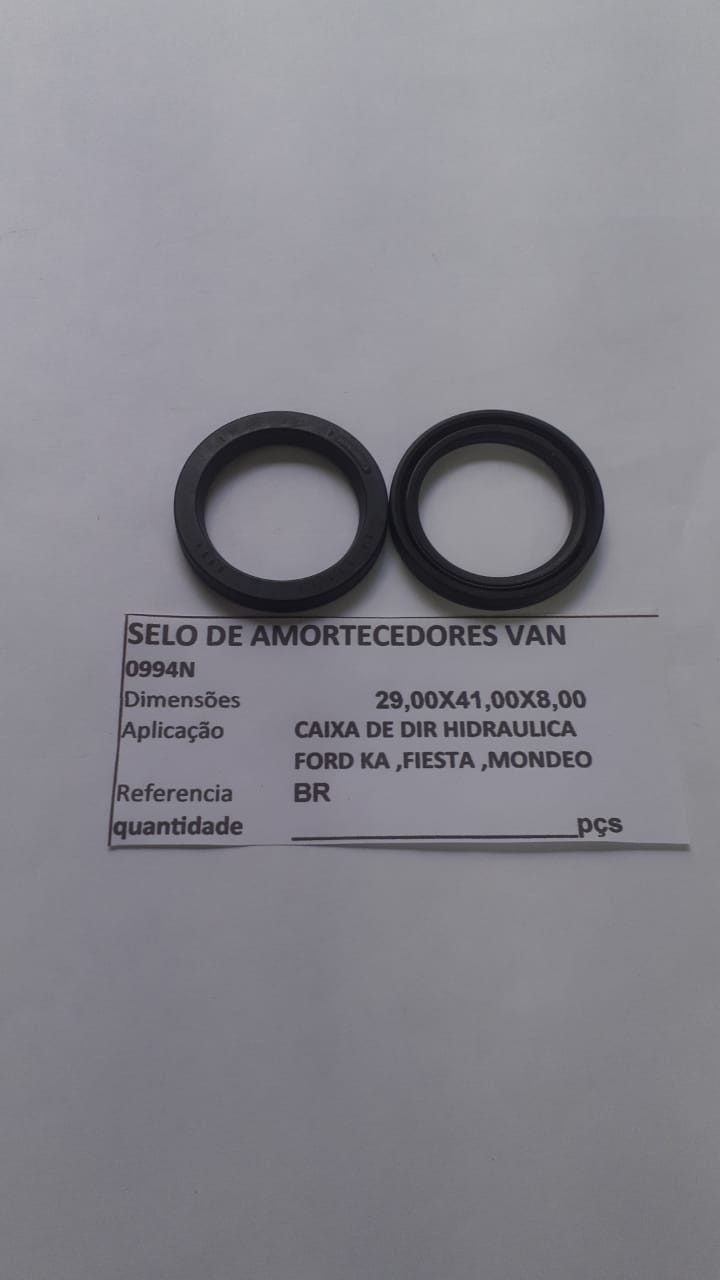 SELO DE AMORTECEDORES VAN
0994N
Dimensões 29,00X41,00X8,00
Aplicação CAIXA DE DIR HIDRAULICA
FORD KA ,FIESTA ,MONDEO
Referencia BR
quantidade ____________________pçs